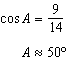 cos A = 9/14
A ≈ 50°